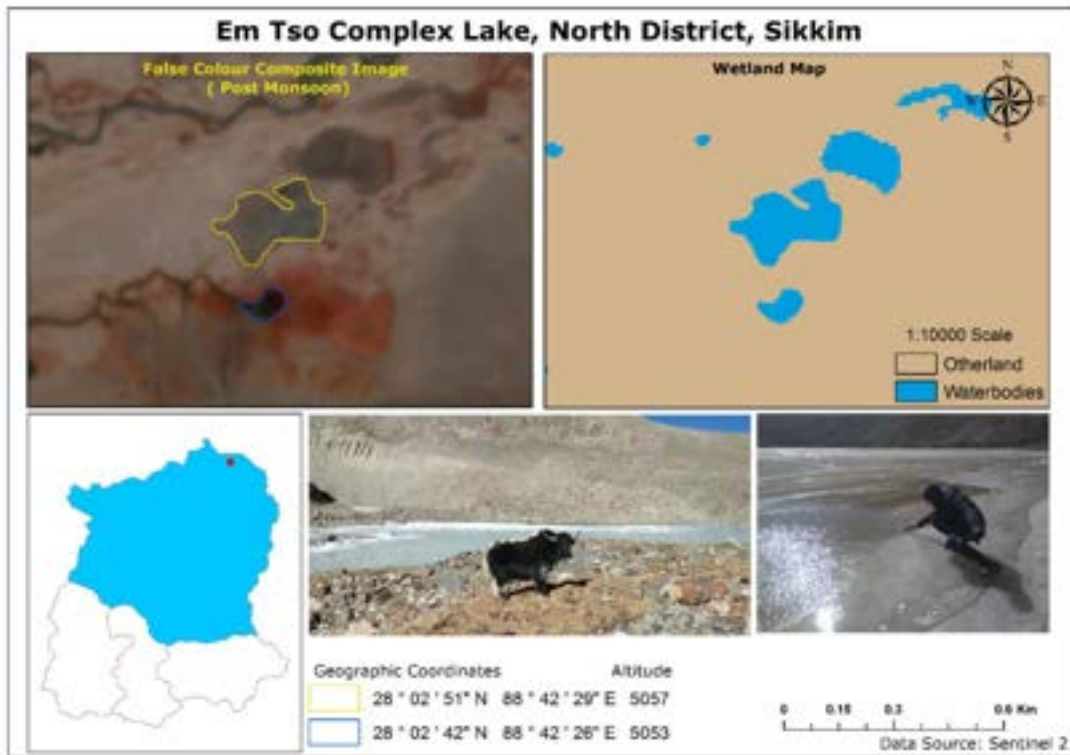 Em Tso Complex Lake, North District, Sikkim
False Colour Composite Image
( Post Monsoon)
Wetland Map
N
W E
S
1:10000 Scale
Otherland
Waterbodies
Geographic Coordinates Altitude
28 ° 02 ' 51" N 88 ° 42 ' 29" E 5057
28 ° 02 ' 42" N 88 ° 42 ' 26" E 5053
0 0.15 0.3 0.6 Km
Data Source: Sentinel 2